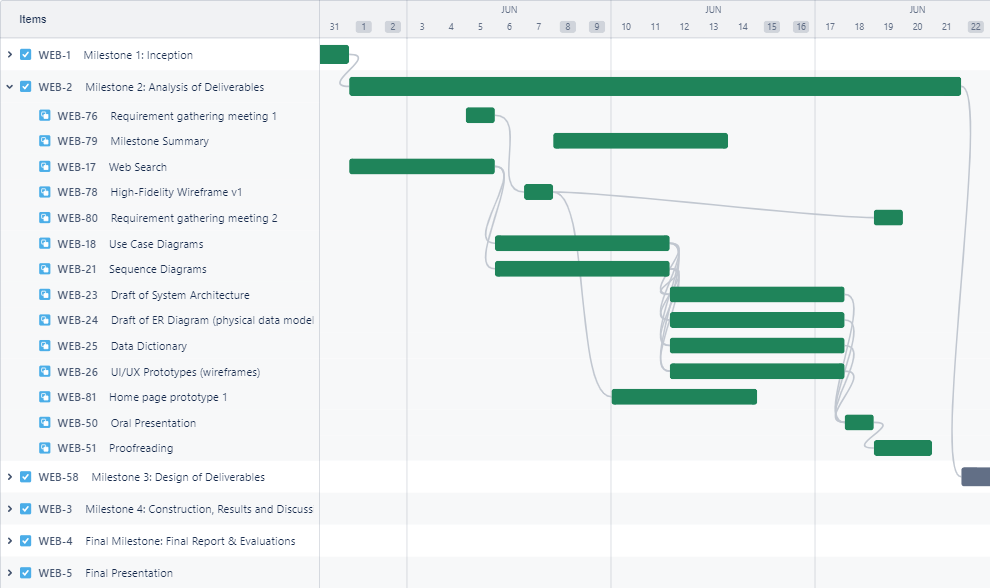 Items
JUN JUN JUN
31 1 2 3 4 5 6 7 8 9 10 11 12 13 14 15 16 17 18 19 20 21 22
WEB-1 Milestone 1: Inception
WEB-2 Milestone 2: Analysis of Deliverables
WEB-76 Requirement gathering meeting 1
WEB-79 Milestone Summary
WEB-17 Web Search
WEB-78 High-Fidelity Wireframe v1
WEB-80 Requirement gathering meeting 2
WEB-18 Use Case Diagrams
WEB-21 Sequence Diagrams
WEB-23 Draft of System Architecture
WEB-24 Draft of ER Diagram (physical data model
WEB-25 Data Dictionary
WEB-26 UI/UX Prototypes (wireframes)
WEB-81 Home page prototype 1
WEB-50 Oral Presentation
WEB-51 Proofreading
WEB-58 Milestone 3: Design of Deliverables
WEB-3 Milestone 4: Construction, Results and Discuss
WEB-4 Final Milestone: Final Report & Evaluations
WEB-5 Final Presentation